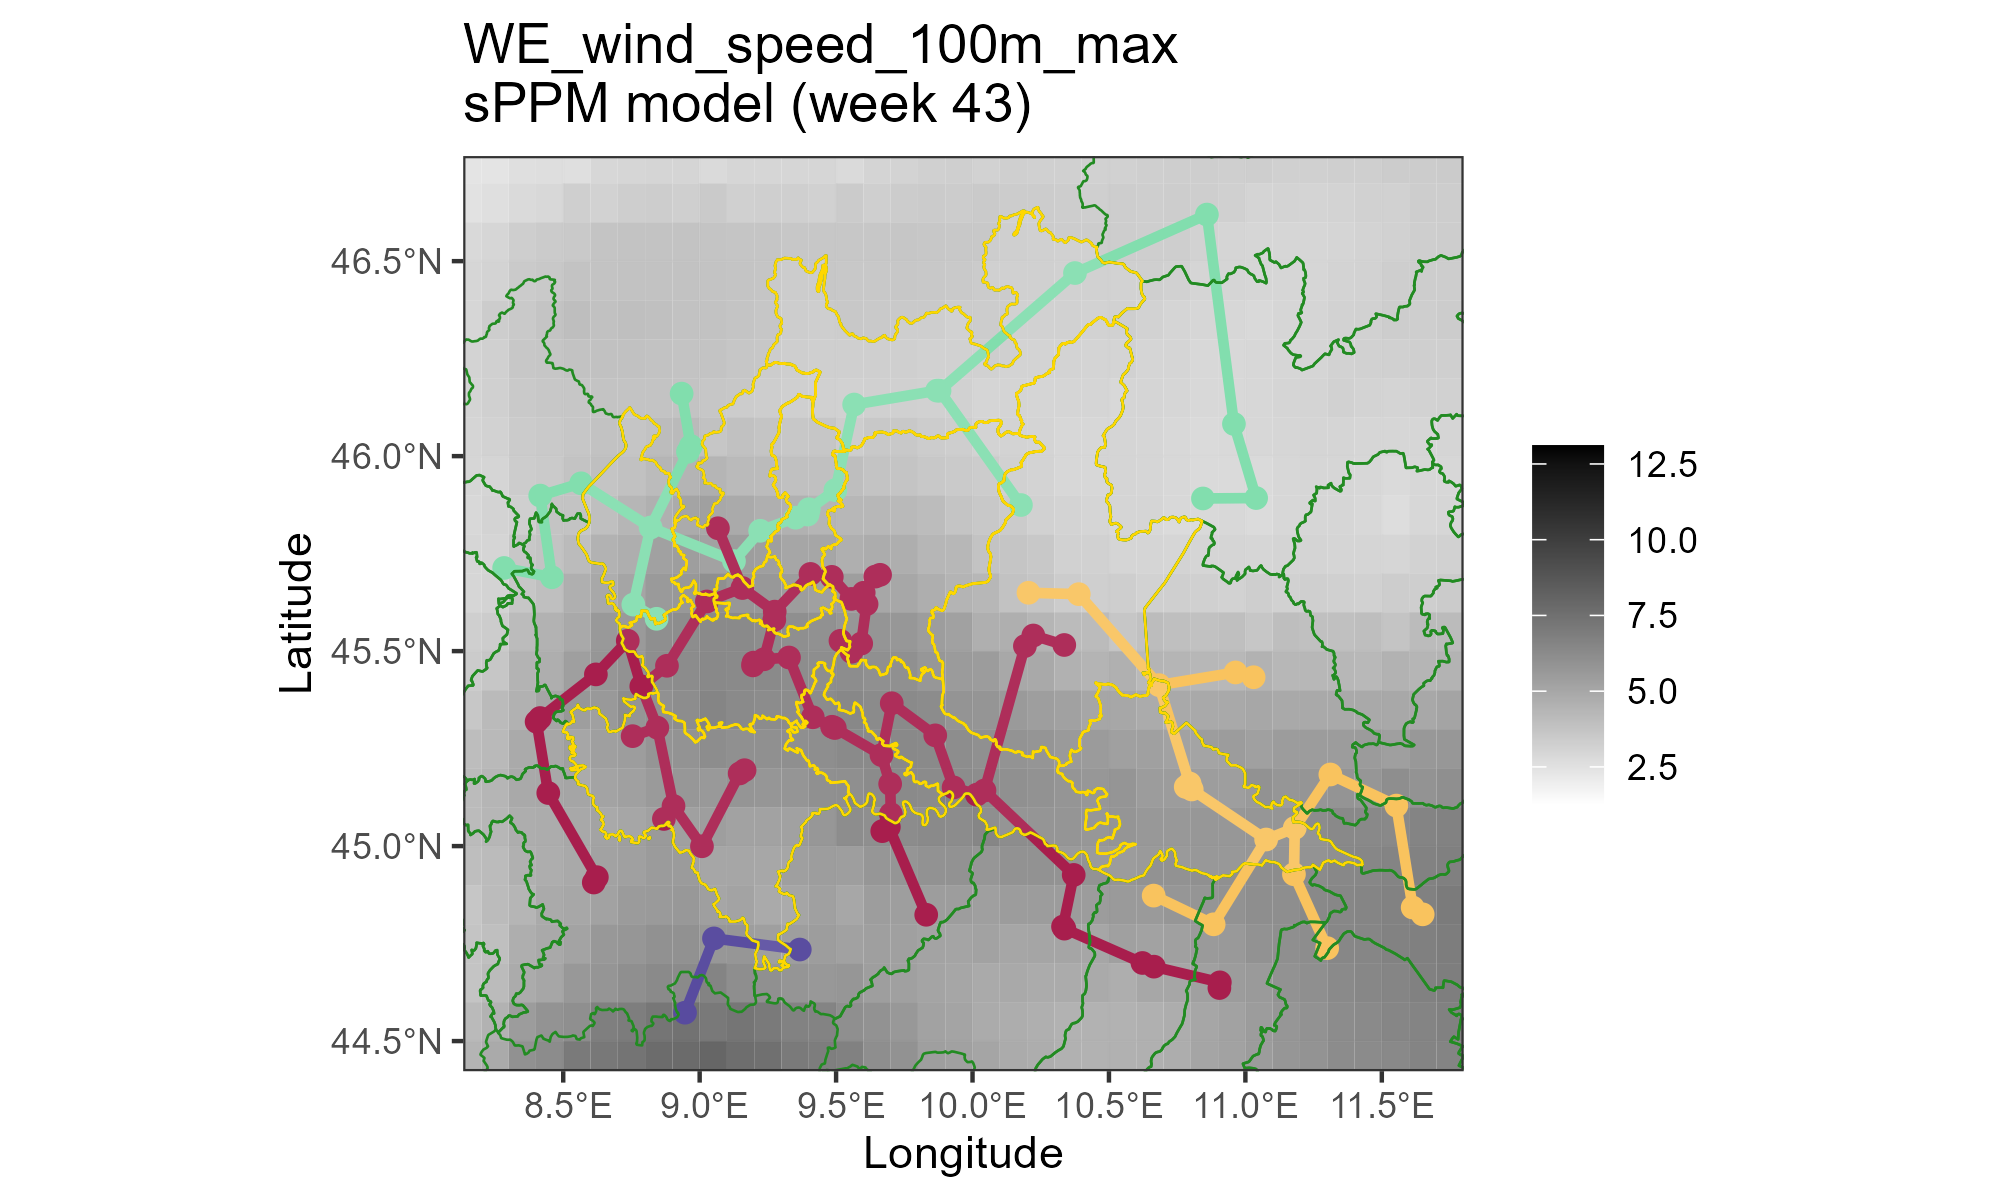 WE_wind_speed_100m_max
sPPM model (week 43)
Latitude
46.5°N
46.0°N
45.5°N
45.0°N
44.5°N
8.5°E
9.0°E
9.5°E
10.0°E
10.5°E
11.0°E
11.5°E
Longitude
12.5
10.0
7.5
5.0
2.5